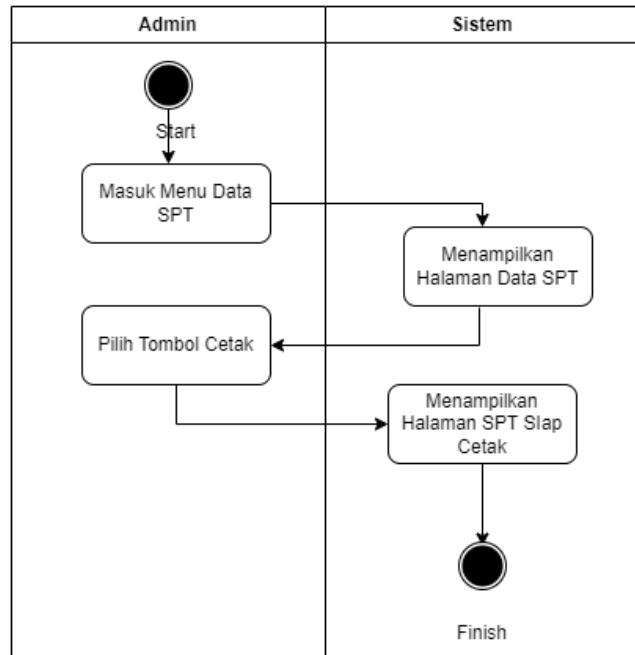 Admin
Sistem
Start
Masuk Menu Data
SPT
Menampilkan
Halaman Data SPT
Pilih Tombol Cetak
Menampilkan
Halaman SPT SIap
Cetak
Finish